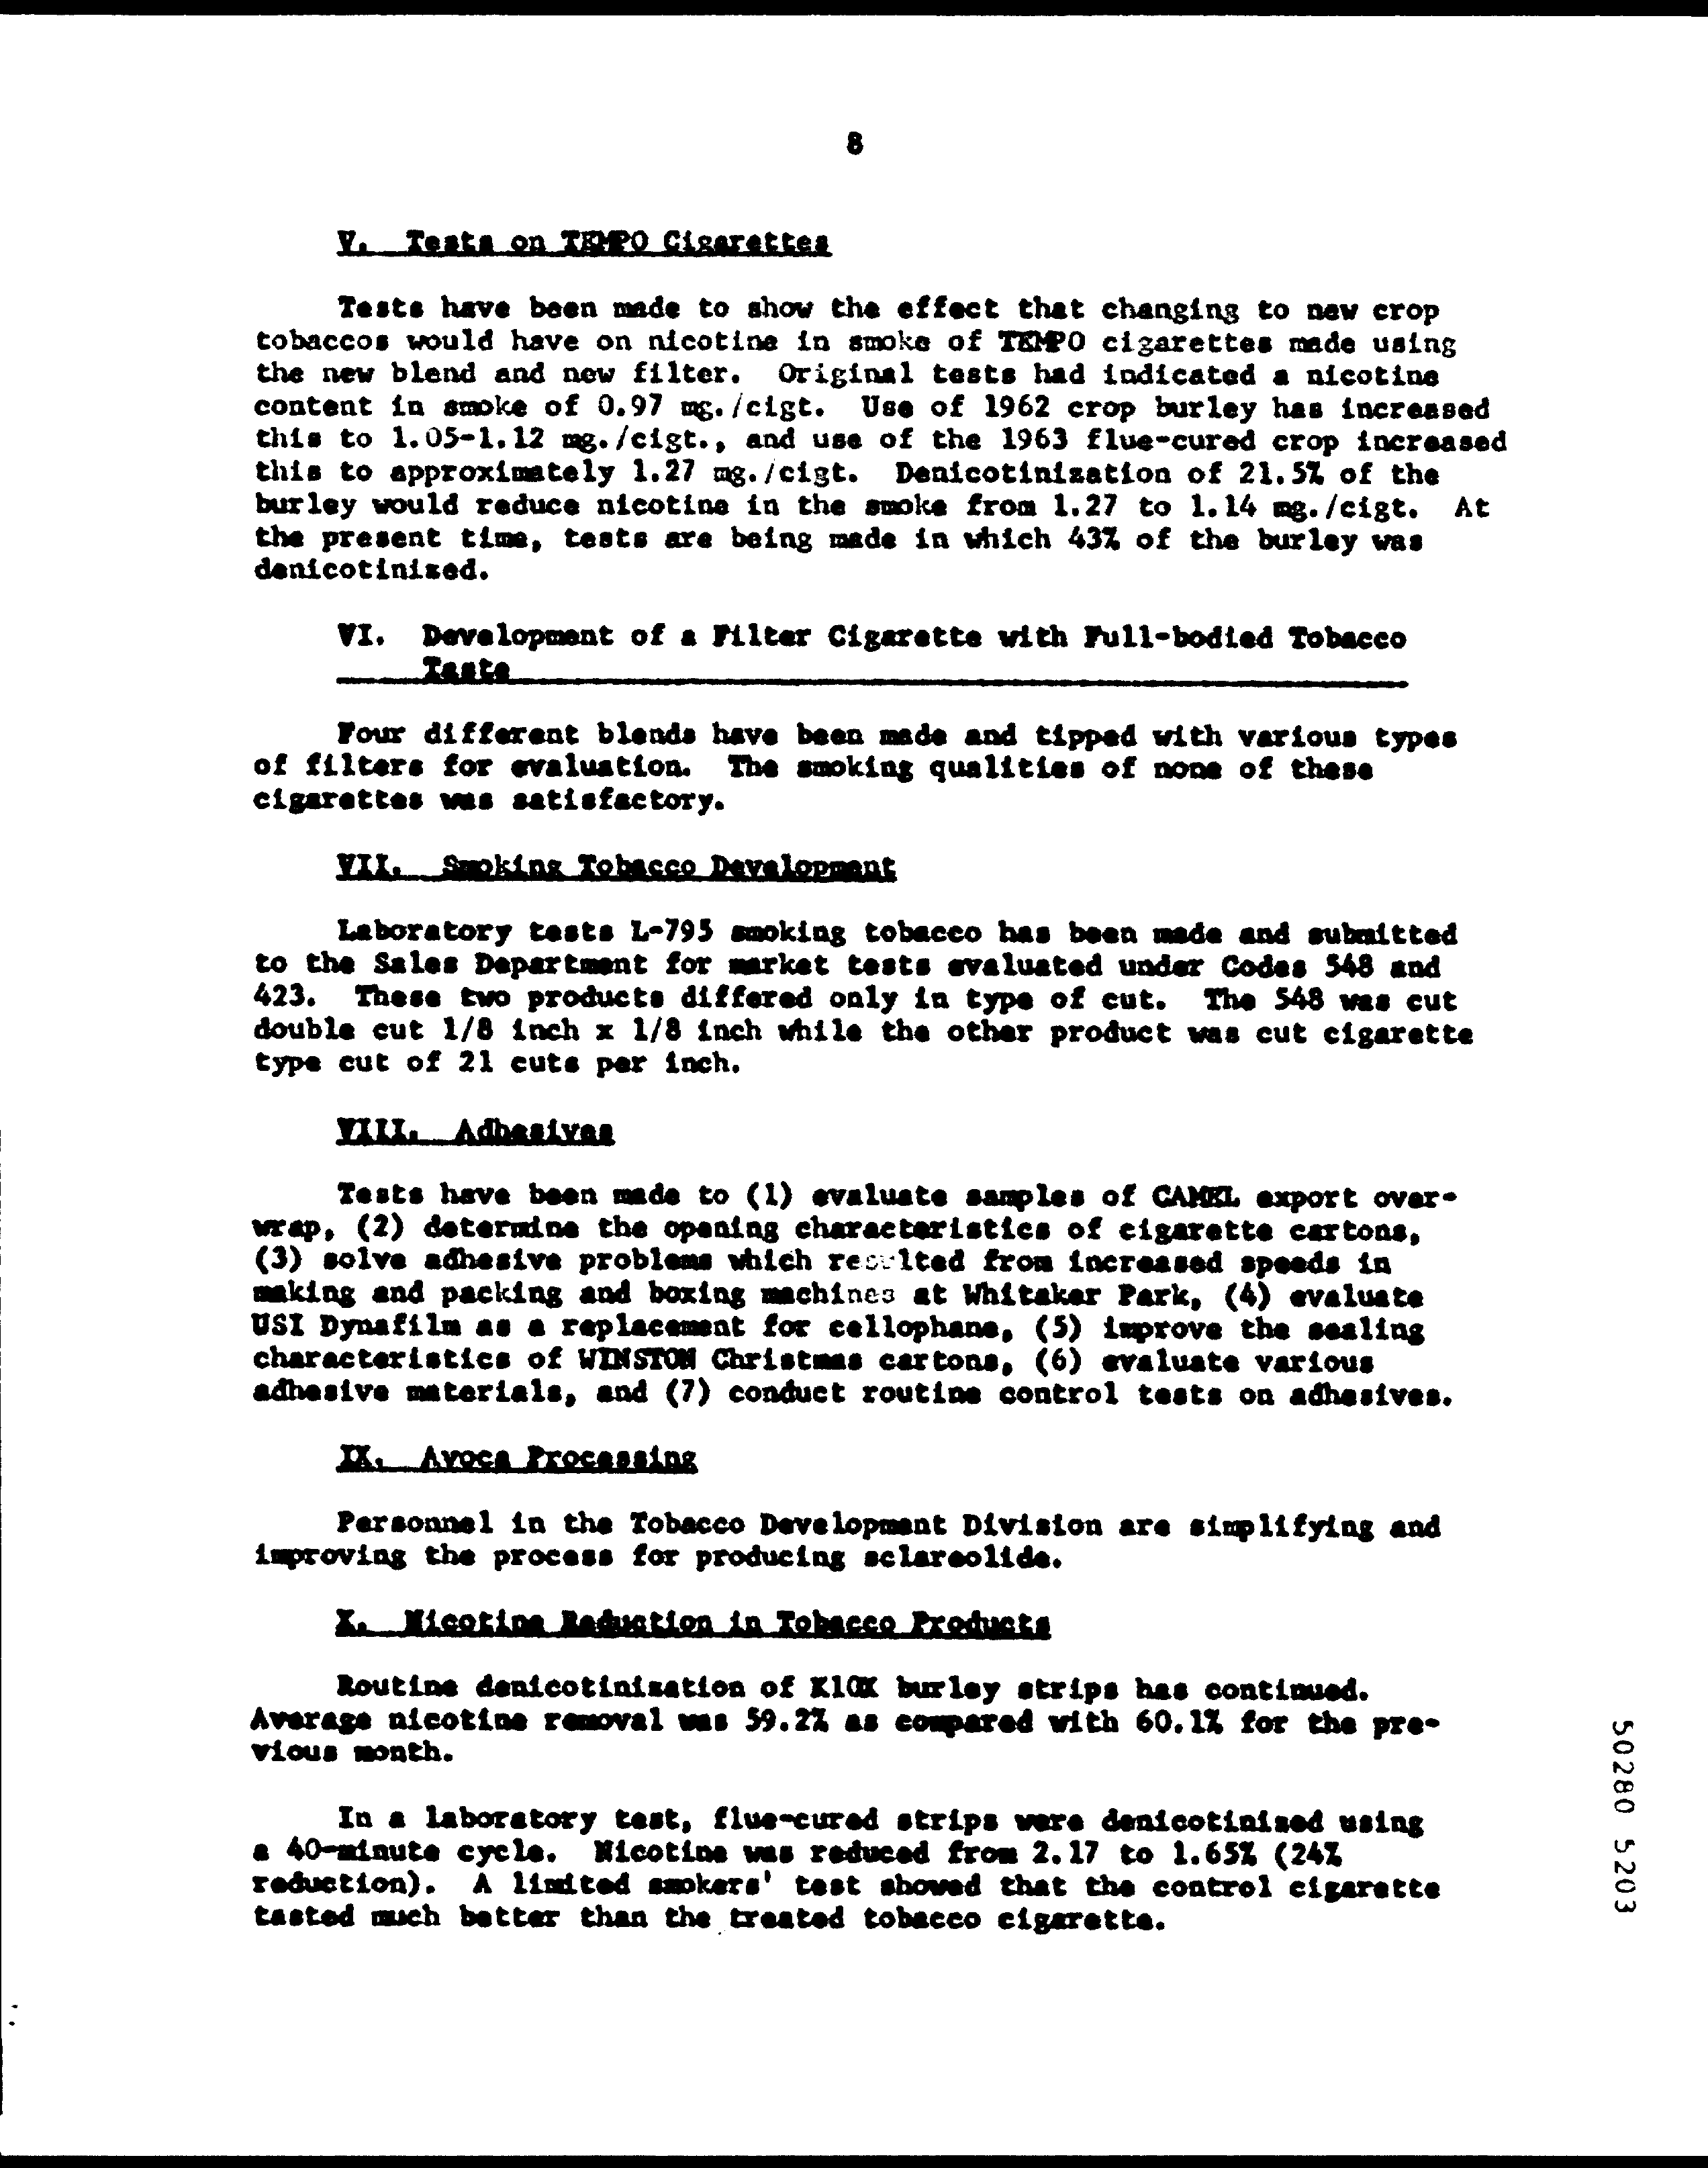 8
V. Tests on TEMPO Cigarettes
Tests have been made to show the effect that changing to new crop
tobaccos would have on nicotine in smoke of TEMPO cigarettes made using
the new blend and new filter. Original tests had indicated a nicotine
content in smoke of 0.97 mg./cigt. Use of 1962 crop burley has increased
this to 1.05-1.12 mg./cigt., and use of the 1963 flue-cured crop increased
this to approximately 1.27 mg./cigt. Denicotinization of 21.5% of the
burley would reduce nicotine in the smoke from 1.27 to 1.14 mg./cigt. At
the present time, tests are being made in which 43% of the burley was
denicotinized.
VI. Development of a Filter Cigarette with Full-bodied Tobacco
Taste
Four different blends have been made and tipped with various types
of filters for evaluation. The smoking qualities of none of these
cigarettes was satisfactory.
VII. Smoking Tobacco Development
Laboratory tests L-795 smoking tobacco has been made and submitted
to the Sales Department for market tests evaluated under Codes 548 and
423. These two products differed only in type of cut. The 548 was cut
double cut 1/8 inch x 1/8 inch while the other product was cut cigarette
type cut of 21 cuts per inch.
VIII. Adhesives
Tests have been made to (1) evaluate samples of CAMEL export over-
wrap, (2) determine the opening characteristics of cigarette cartons,
(3) solve adhesive problems which resulted from increased speeds in
making and packing and boxing machines at Whitaker Park, (4) evaluate
USI Dynafilm as a replacement for cellophane, (5) improve the sealing
characteristics of WINSTON Christmas cartons, (6) evaluate various
adhesive materials, and (7) conduct routine control tests on adhesives.
IX. Avoca Processing
Personnel in the Tobacco Development Division are simplifying and
improving the process for producing sclareolide.
X. Nicotine Reduction in Tobacco Products
Routine denicotinization of K10X burley strips has continued.
Average nicotine removal was 59.2% as compared with 60.1% for the pre-
vious month.
In a laboratory test, flue-cured strips were denicotinized using
a 40-minute cycle. Nicotine was reduced from 2.17 to 1.65% (24%
reduction). A limited smokers' test showed that the control cigarette
tasted much better than the treated tobacco cigarette.
50280 5203